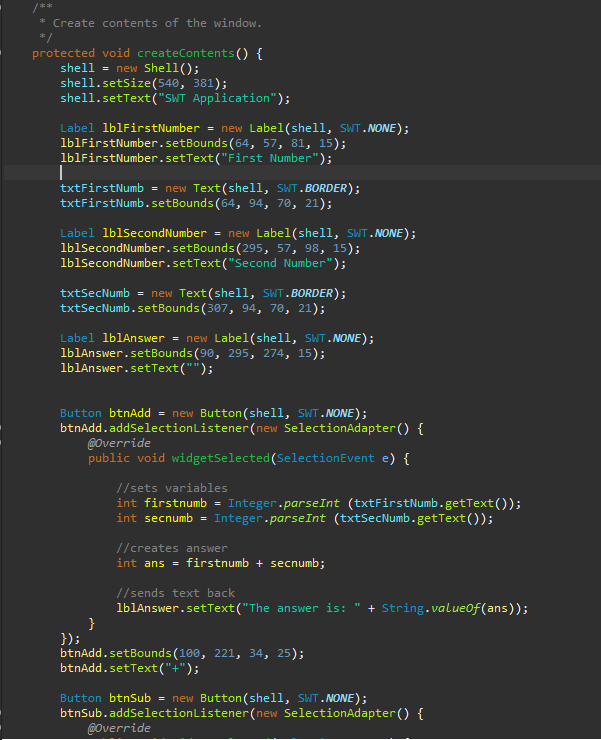 /**
 * Create contents of the window.
 */
protected void createContents() {
    shell = new Shell();
    shell.setSize(540, 381);
    shell.setText("SWT Application");

    Label lblFirstNumber = new Label(shell, SWT.NONE);
    lblFirstNumber.setBounds(64, 57, 81, 15);
    lblFirstNumber.setText("First Number");

    txtFirstNumb = new Text(shell, SWT.BORDER);
    txtFirstNumb.setBounds(64, 94, 70, 21);

    Label lblSecondNumber = new Label(shell, SWT.NONE);
    lblSecondNumber.setBounds(295, 57, 98, 15);
    lblSecondNumber.setText("Second Number");

    txtSecNumb = new Text(shell, SWT.BORDER);
    txtSecNumb.setBounds(307, 94, 70, 21);

    Label lblAnswer = new Label(shell, SWT.NONE);
    lblAnswer.setBounds(90, 295, 274, 15);
    lblAnswer.setText("");


    Button btnAdd = new Button(shell, SWT.NONE);
    btnAdd.addSelectionListener(new SelectionAdapter() {
        @Override
        public void widgetSelected(SelectionEvent e) {

            //sets variables
            int firstnumb = Integer.parseInt (txtFirstNumb.getText());
            int secnumb = Integer.parseInt (txtSecNumb.getText());

            //creates answer
            int ans = firstnumb + secnumb;

            //sends text back
            lblAnswer.setText("The answer is: " + String.valueOf(ans));
        }
    });
    btnAdd.setBounds(100, 221, 34, 25);
    btnAdd.setText("+");

    Button btnSub = new Button(shell, SWT.NONE);
    btnSub.addSelectionListener(new SelectionAdapter() {
        @Override